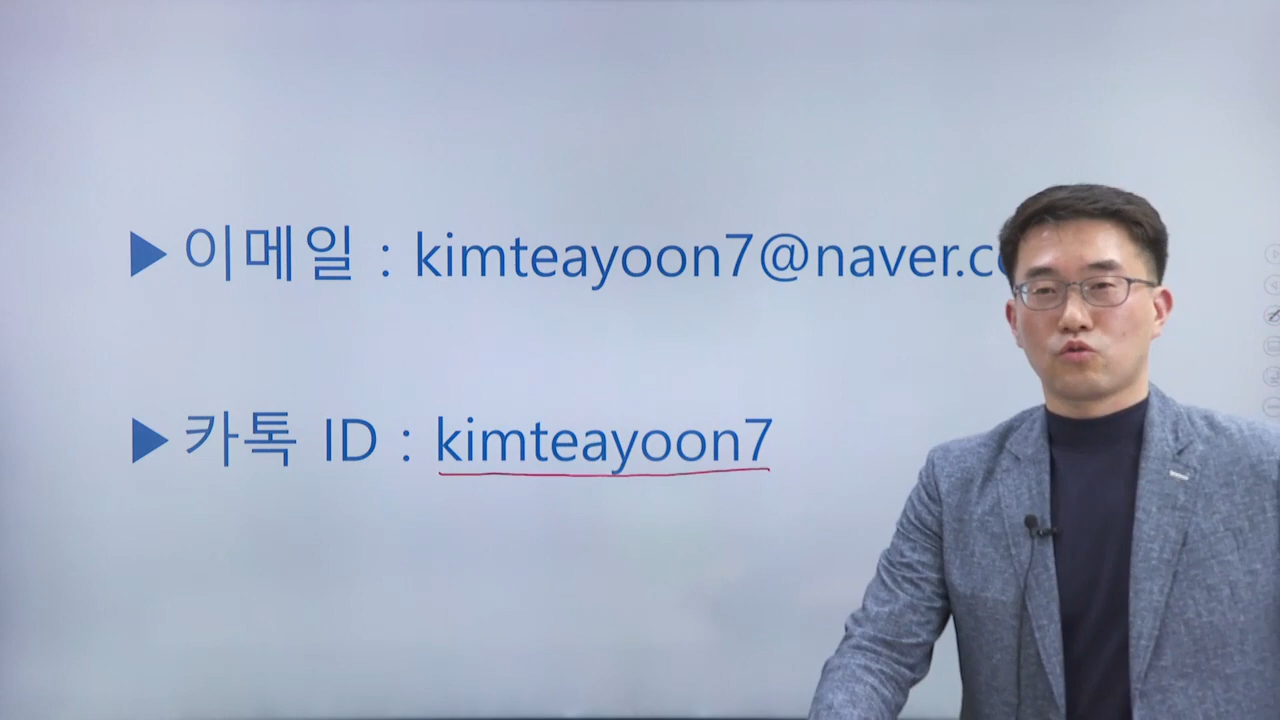 ▶이메일 : kimteayoon7@naver.c
▶카톡 ID : kimteayoon7